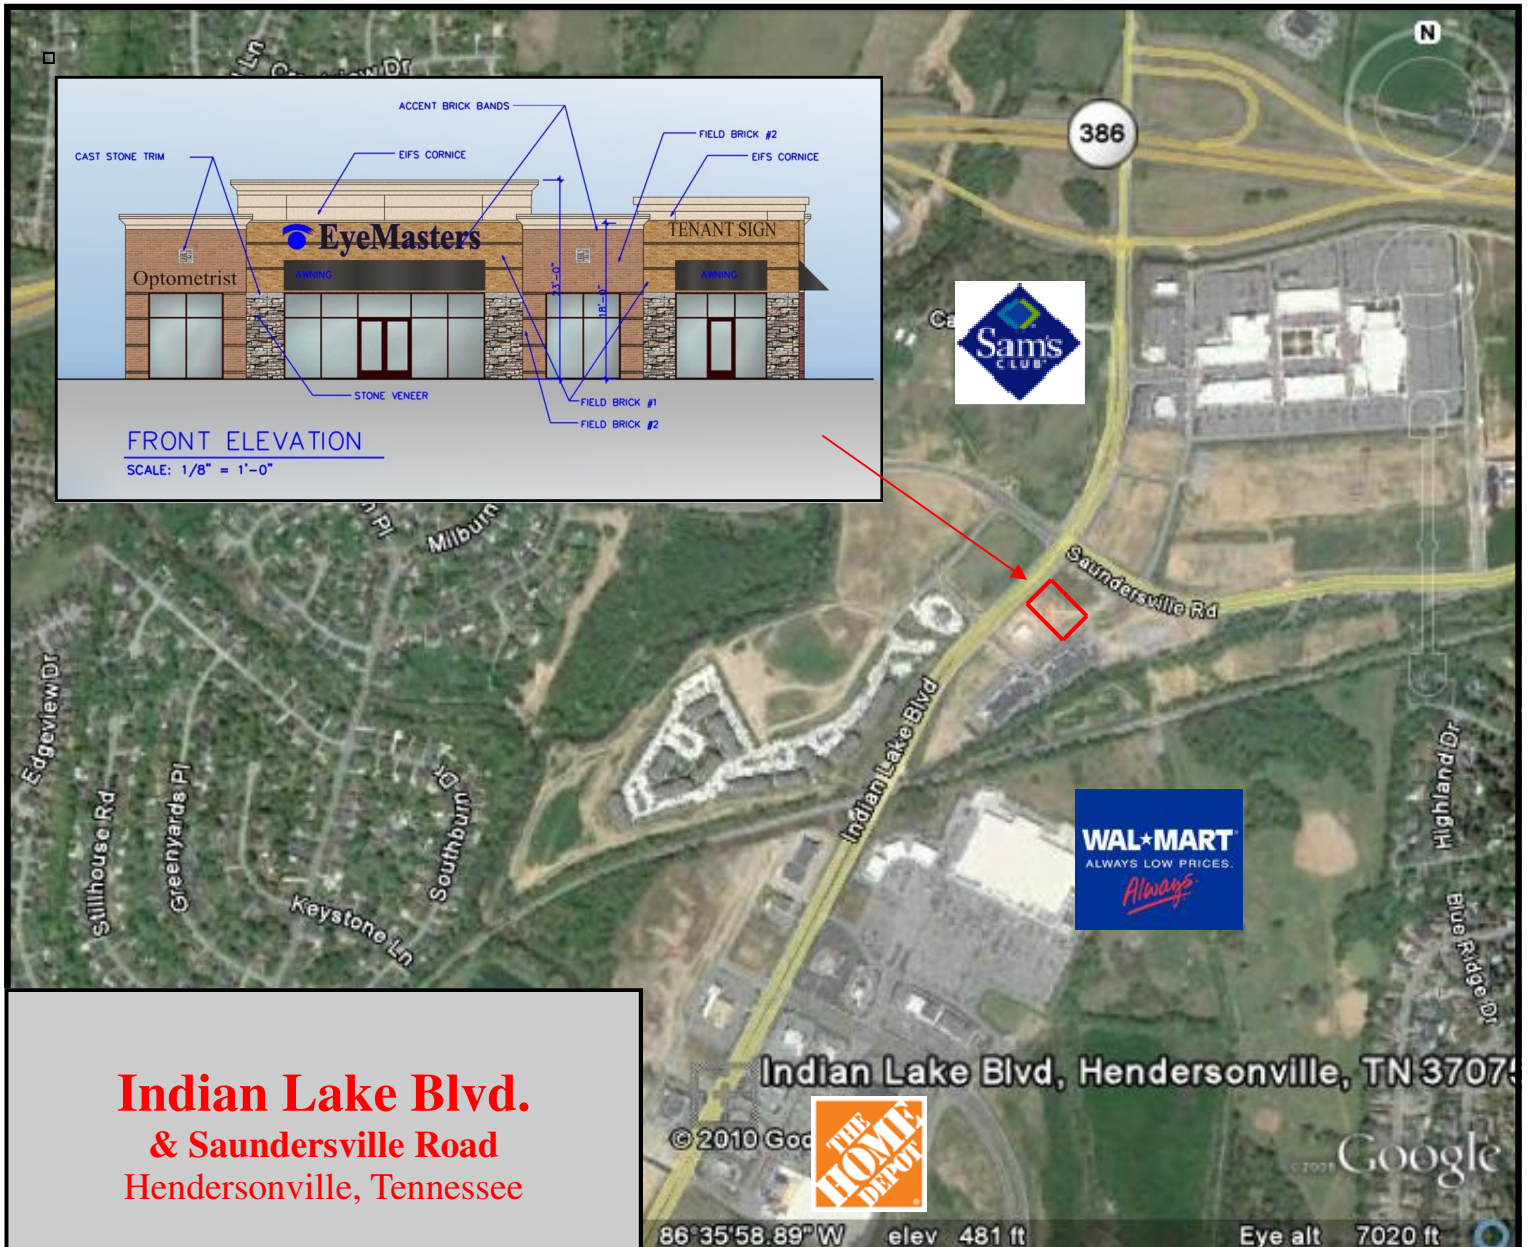 Ln
N
ACCENT BRICK BANDS
FIELD BRICK #2
CAST STONE TRIM
EIFS CORNICE
EIFS CORNICE
386
EyeMasters
TENANT SIGN
Optometrist
AWNING
AWNING
23'-0"
18'-0"
Sam's
CLUB
STONE VENEER
FIELD BRICK #1
FIELD BRICK #2
FRONT ELEVATION
SCALE: 1/8" = 1'-0"
Pl
Milburn
Saundersville Rd
Edgeview Dr
Indian Lake Blvd
Highland Dr
Stillhouse Rd
Greenyards Pl
Southburn Dr
WAL★MART
ALWAYS LOW PRICES.
Always.
Keystone Ln
Blue Ridge Dr
Indian Lake Blvd, Hendersonville, TN 37075
Indian Lake Blvd.
& Saundersville Road
Hendersonville, Tennessee
© 2010 Goo
THE
HOME
DEPOT
©2009 Google
86°35'58.89" W elev 481 ft Eye alt 7020 ft